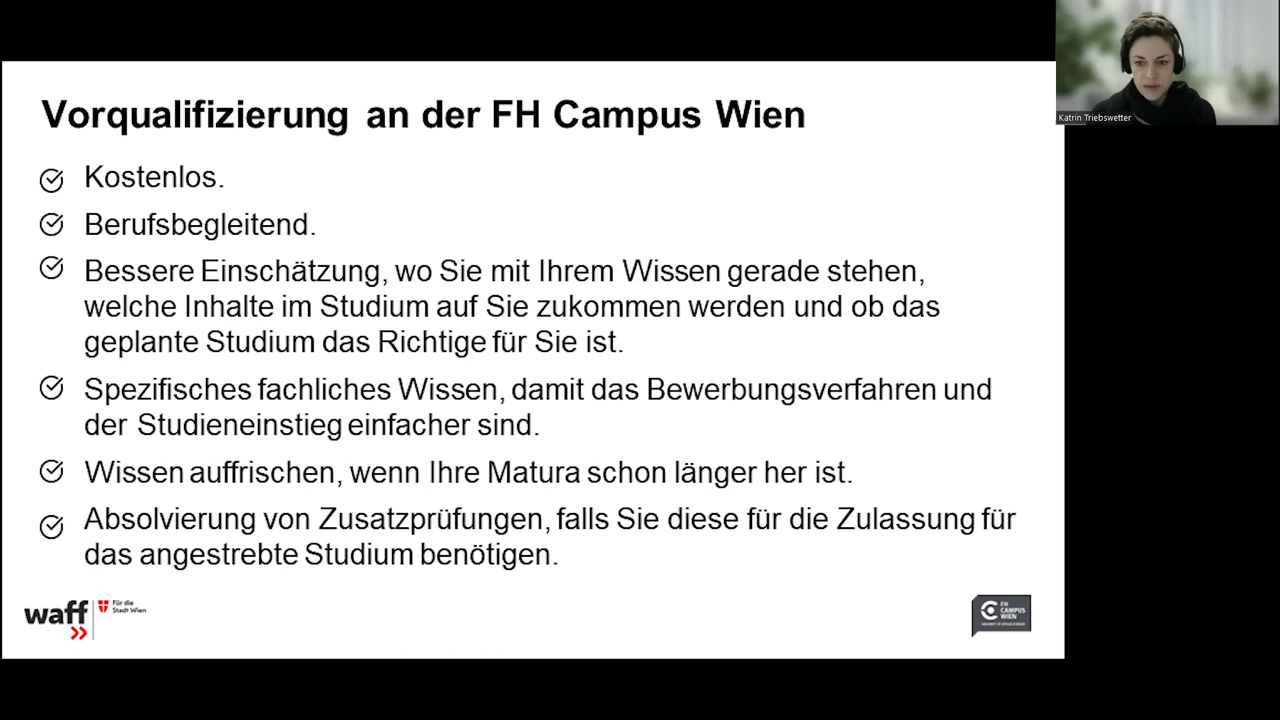 Katrin Triebswetter
Vorqualifizierung an der FH Campus Wien
Kostenlos.
Berufsbegleitend.
Bessere Einschätzung, wo Sie mit Ihrem Wissen gerade stehen,
welche Inhalte im Studium auf Sie zukommen werden und ob das
geplante Studium das Richtige für Sie ist.
Spezifisches fachliches Wissen, damit das Bewerbungsverfahren und
der Studieneinstieg einfacher sind.
Wissen auffrischen, wenn Ihre Matura schon länger her ist.
Absolvierung von Zusatzprüfungen, falls Sie diese für die Zulassung für
das angestrebte Studium benötigen.
waff
Für die
Stadt Wien
FH
CAMPUS
WIEN